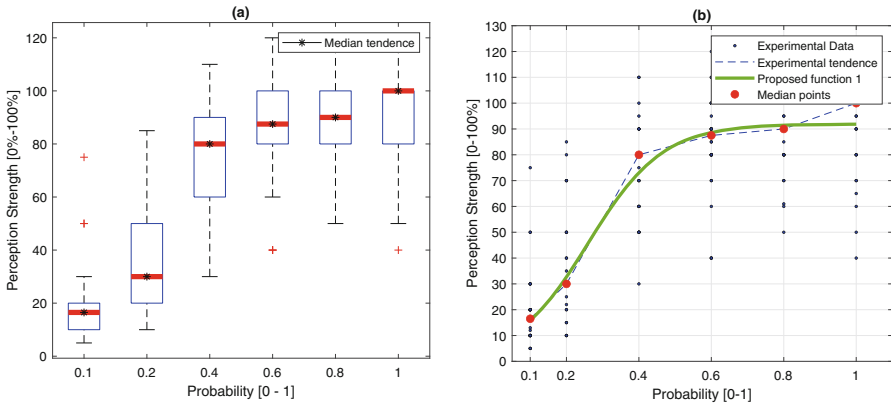 (a)
Median tendence
120
100
80
60
40
20
0
Perception Strength [0%-100%]
0.1 0.2 0.4 0.6 0.8 1
Probability [0 - 1]
(b)
Experimental Data
Experimental tendence
Proposed function 1
Median points
130
120
110
100
90
80
70
60
50
40
30
20
10
0
Perception Strength [0-100%]
0.1 0.2 0.4 0.6 0.8 1
Probability [0-1]